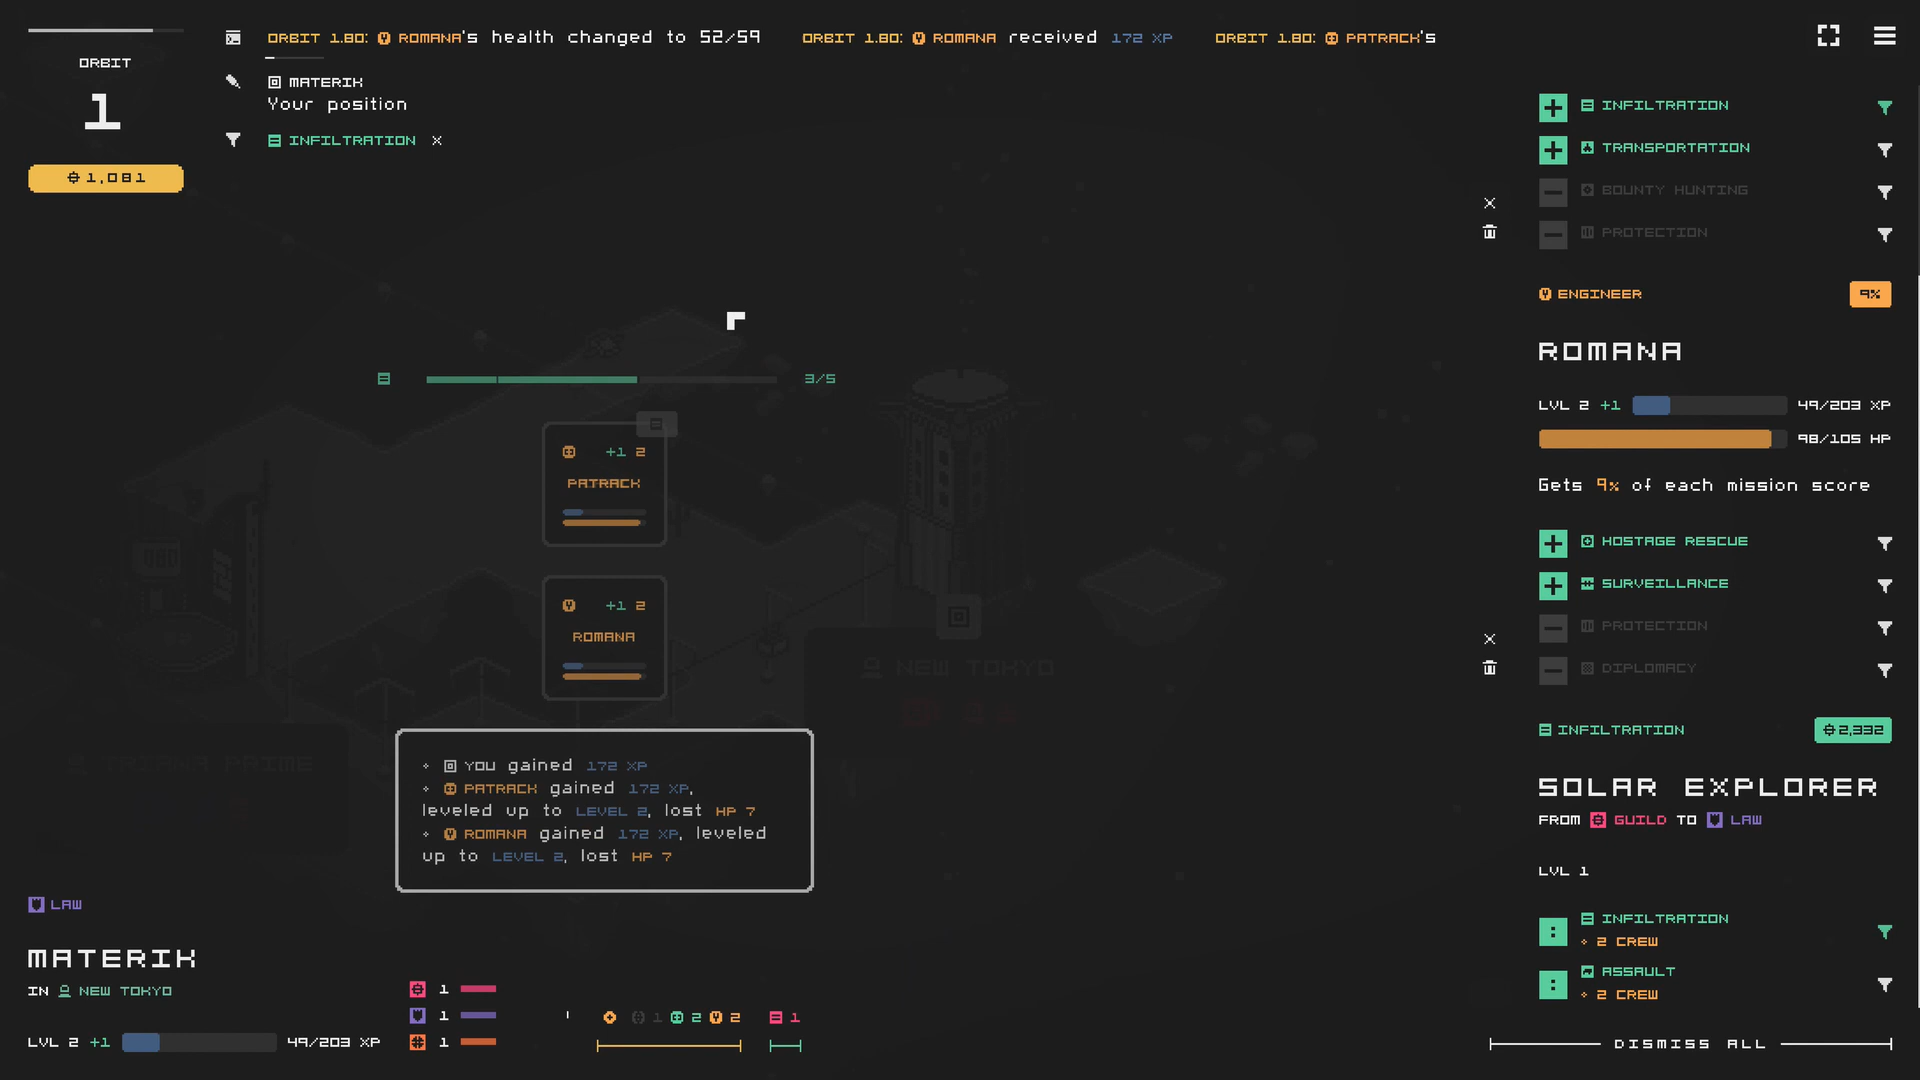 ORBIT
1
1,081
ORBIT 1.80: ROMANA's health changed to 52/59
ORBIT 1.80: ROMANA received 172 XP
ORBIT 1.80: PATRACK's
MATERIK
Your position
INFILTRATION ×
3/5
+1 2
PATRACK
+1 2
ROMANA
NEW TOKYO
TRIANA PRIME
YOU gained 172 XP
PATRACK gained 172 XP,
leveled up to LEVEL 2, lost HP 7
ROMANA gained 172 XP, leveled
up to LEVEL 2, lost HP 7
LAW
MATERIK
IN NEW TOKYO
LVL 2 +1 49/203 XP
1
1
1
1 2 2 1
INFILTRATION
TRANSPORTATION
BOUNTY HUNTING
PROTECTION
ENGINEER 9%
ROMANA
LVL 2 +1 49/203 XP
98/105 HP
Gets 9% of each mission score
HOSTAGE RESCUE
SURVEILLANCE
PROTECTION
DIPLOMACY
INFILTRATION 2,332
SOLAR EXPLORER
FROM GUILD TO LAW
LVL 1
INFILTRATION
2 CREW
ASSAULT
2 CREW
DISMISS ALL